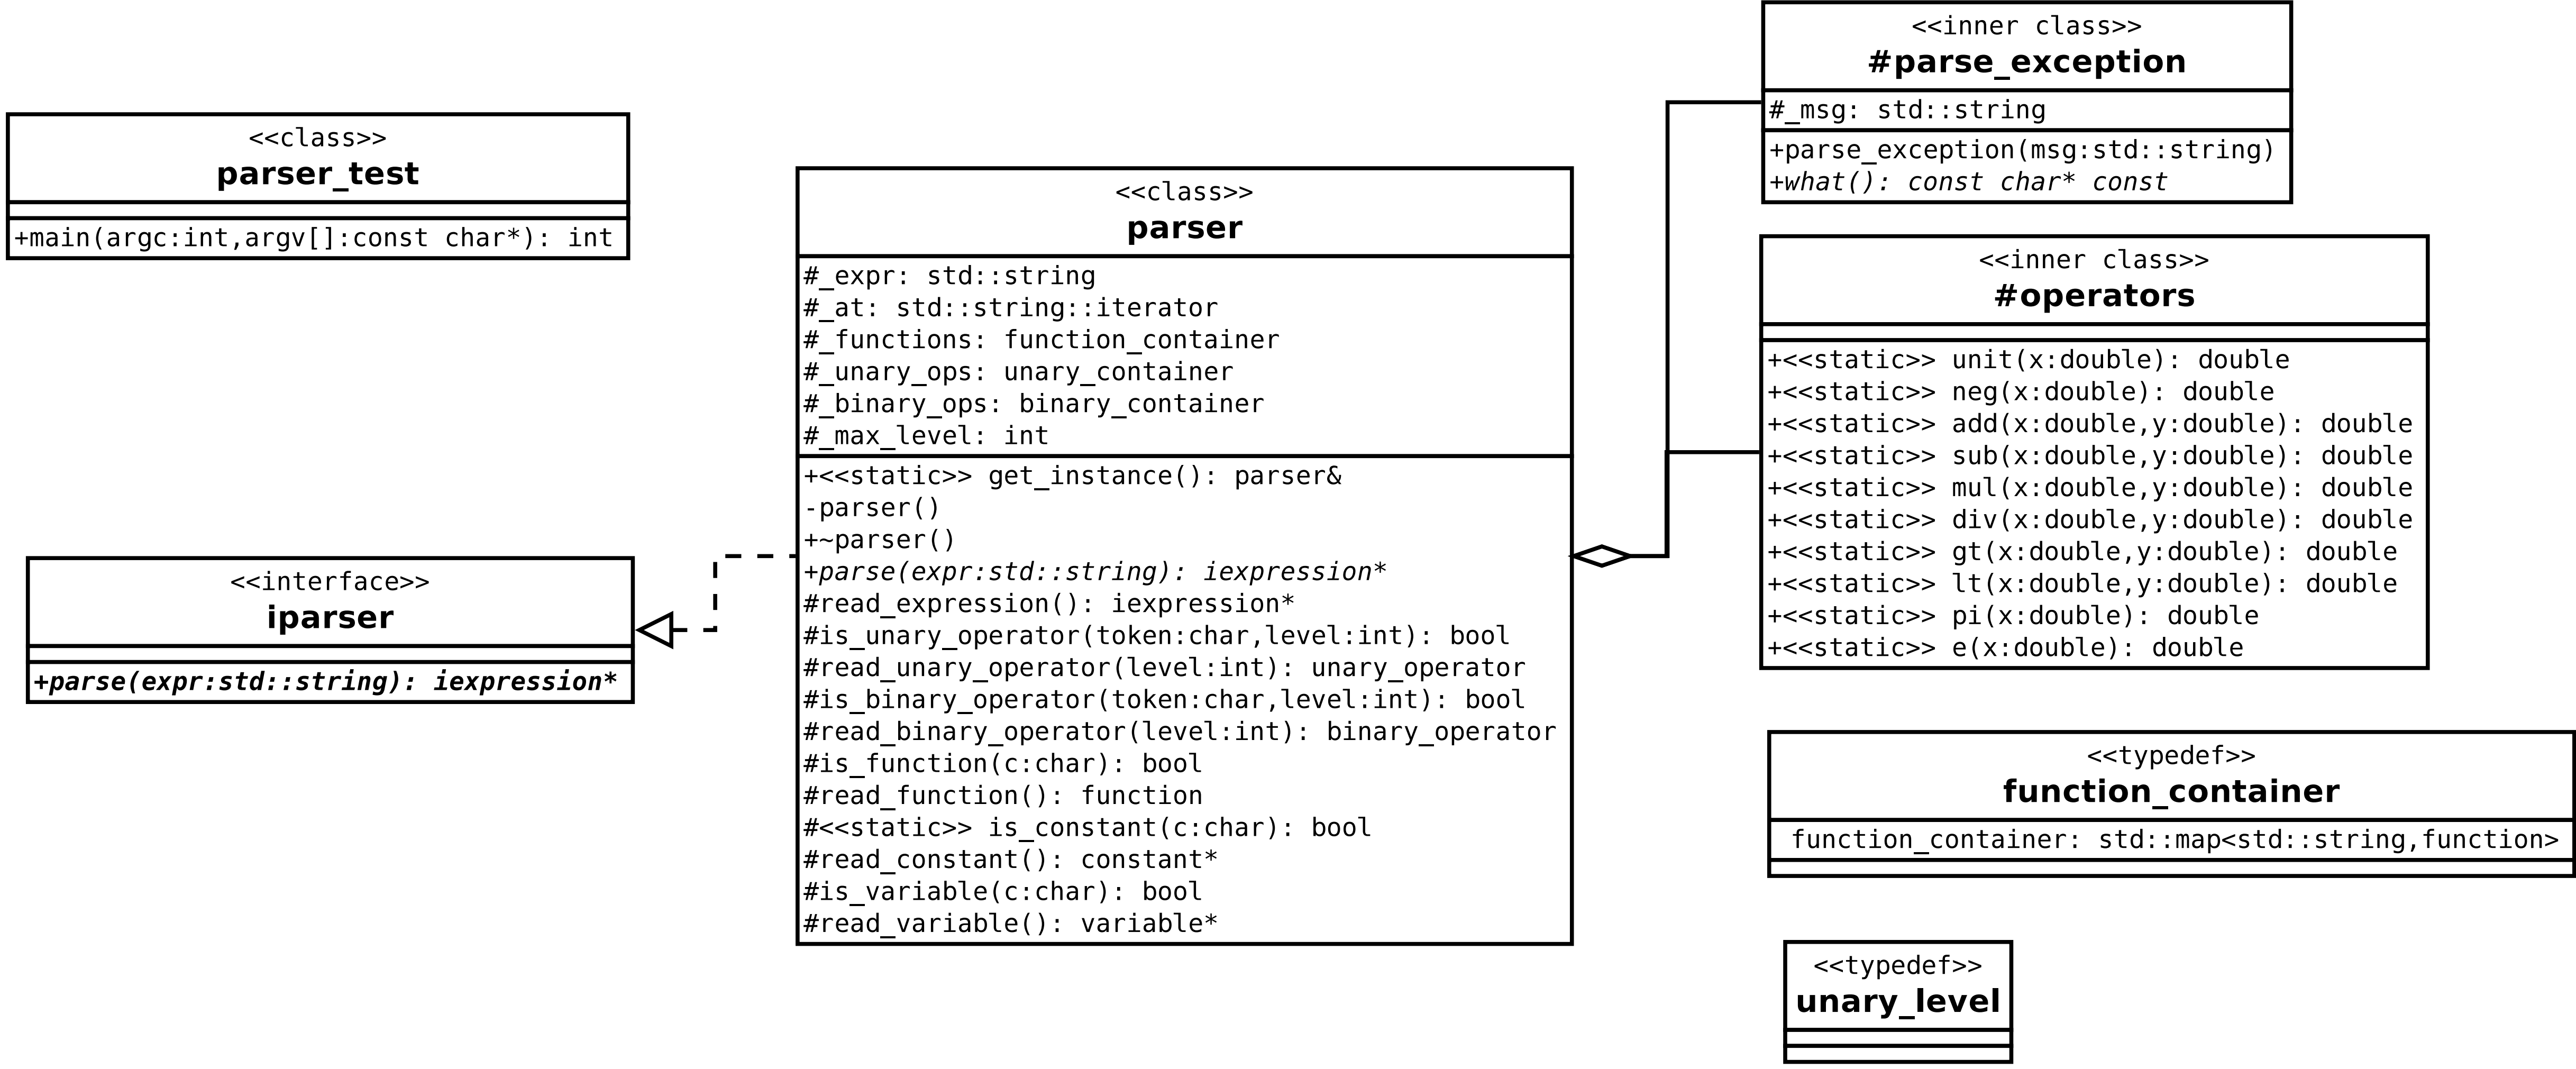 <<class>>
parser_test
+main(argc:int,argv[]:const char*): int
<<interface>>
iparser
+parse(expr:std::string): iexpression*
<<class>>
parser
#_expr: std::string
#_at: std::string::iterator
#_functions: function_container
#_unary_ops: unary_container
#_binary_ops: binary_container
#_max_level: int
+<<static>> get_instance(): parser&
-parser()
+~parser()
+parse(expr:std::string): iexpression*
#read_expression(): iexpression*
#is_unary_operator(token:char,level:int): bool
#read_unary_operator(level:int): unary_operator
#is_binary_operator(token:char,level:int): bool
#read_binary_operator(level:int): binary_operator
#is_function(c:char): bool
#read_function(): function
#<<static>> is_constant(c:char): bool
#read_constant(): constant*
#is_variable(c:char): bool
#read_variable(): variable*
<<inner class>>
#parse_exception
#_msg: std::string
+parse_exception(msg:std::string)
+what(): const char* const
<<inner class>>
#operators
+<<static>> unit(x:double): double
+<<static>> neg(x:double): double
+<<static>> add(x:double,y:double): double
+<<static>> sub(x:double,y:double): double
+<<static>> mul(x:double,y:double): double
+<<static>> div(x:double,y:double): double
+<<static>> gt(x:double,y:double): double
+<<static>> lt(x:double,y:double): double
+<<static>> pi(x:double): double
+<<static>> e(x:double): double
<<typedef>>
function_container
function_container: std::map<std::string,function>
<<typedef>>
unary_level